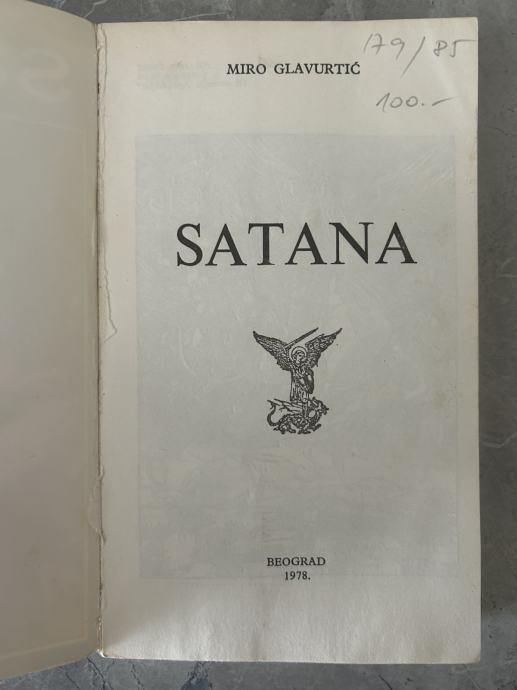 179/85
MIRO GLAVURTIĆ
100.-
SATANA
BEOGRAD
1978.